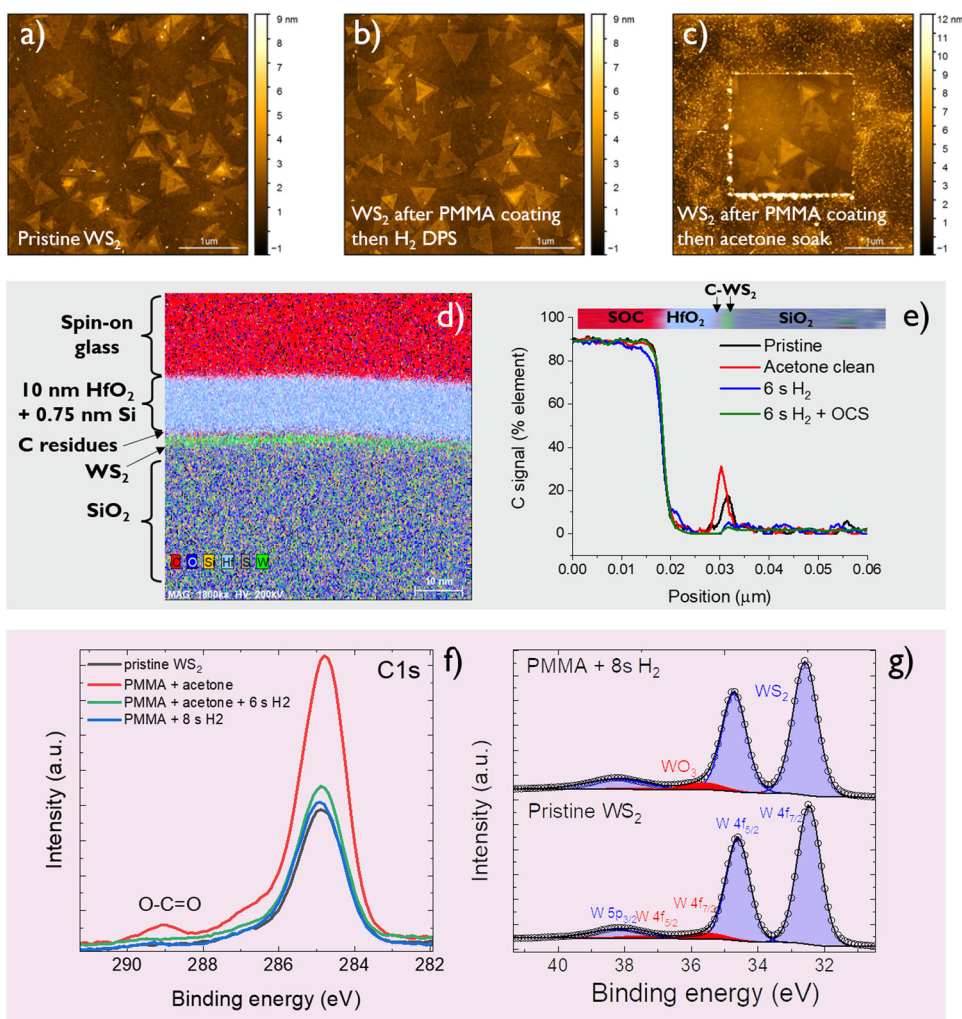 a)
9 nm
8
7
6
5
4
3
2
1
−1
Pristine WS2
1um
b)
9 nm
8
7
6
5
4
3
2
1
−1
WS2 after PMMA coating
then H2 DPS
1um
c)
12 nm
10
9
8
7
6
5
4
3
2
1
−1
WS2 after PMMA coating
then acetone soak
1um
d)
Spin-on
glass
10 nm HfO2
+ 0.75 nm Si
C residues
WS2
SiO2
C O Si Hf S W
MAG: 1800kx HV: 200kV
10 nm
e)
C-WS2
SOC HfO2 SiO2
Pristine
Acetone clean
6 s H2
6 s H2 + OCS
C signal (% element)
100
80
60
40
20
0
0.00 0.01 0.02 0.03 0.04 0.05 0.06
Position (μm)
f)
C1s
pristine WS2
PMMA + acetone
PMMA + acetone + 6 s H2
PMMA + 8 s H2
O-C=O
Intensity (a.u.)
290 288 286 284 282
Binding energy (eV)
g)
PMMA + 8s H2
WS2
WO3
Pristine WS2
W 4f5/2
W 4f7/2
W 5p3/2
W 4f5/2
W 4f7/2
Intensity (a.u.)
40 38 36 34 32
Binding energy (eV)